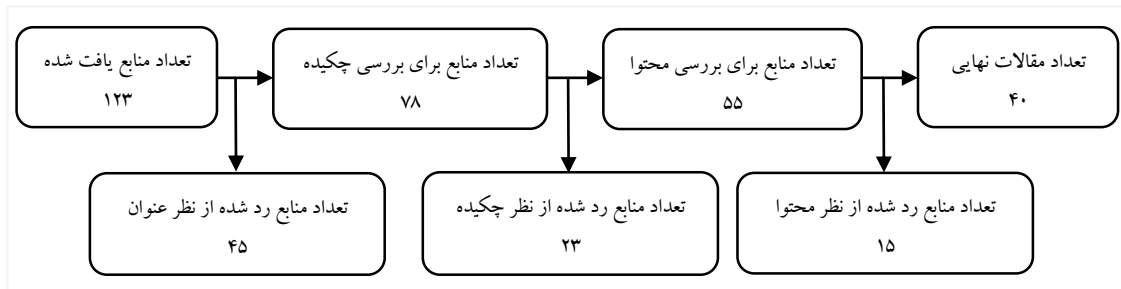 تعداد منابع یافت شده
۱۲۳
تعداد منابع برای بررسی چکیده
۷۸
تعداد منابع برای بررسی محتوا
۵۵
تعداد مقالات نهایی
۴۰
تعداد منابع رد شده از نظر عنوان
۴۵
تعداد منابع رد شده از نظر چکیده
۲۳
تعداد منابع رد شده از نظر محتوا
۱۵